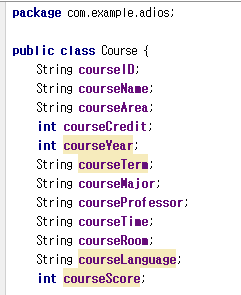 package com.example.adios;
public class Course {
String courseID;
String courseName;
String courseArea;
int courseCredit;
int courseYear;
String courseTerm;
String courseMajor;
String courseProfessor;
String courseTime;
String courseRoom;
String courseLanguage;
int courseScore;